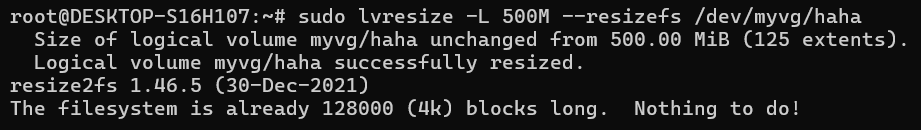 root@DESKTOP-S16H107:~# sudo lvresize -L 500M --resizefs /dev/myvg/haha
  Size of logical volume myvg/haha unchanged from 500.00 MiB (125 extents).
  Logical volume myvg/haha successfully resized.
resize2fs 1.46.5 (30-Dec-2021)
The filesystem is already 128000 (4k) blocks long.  Nothing to do!